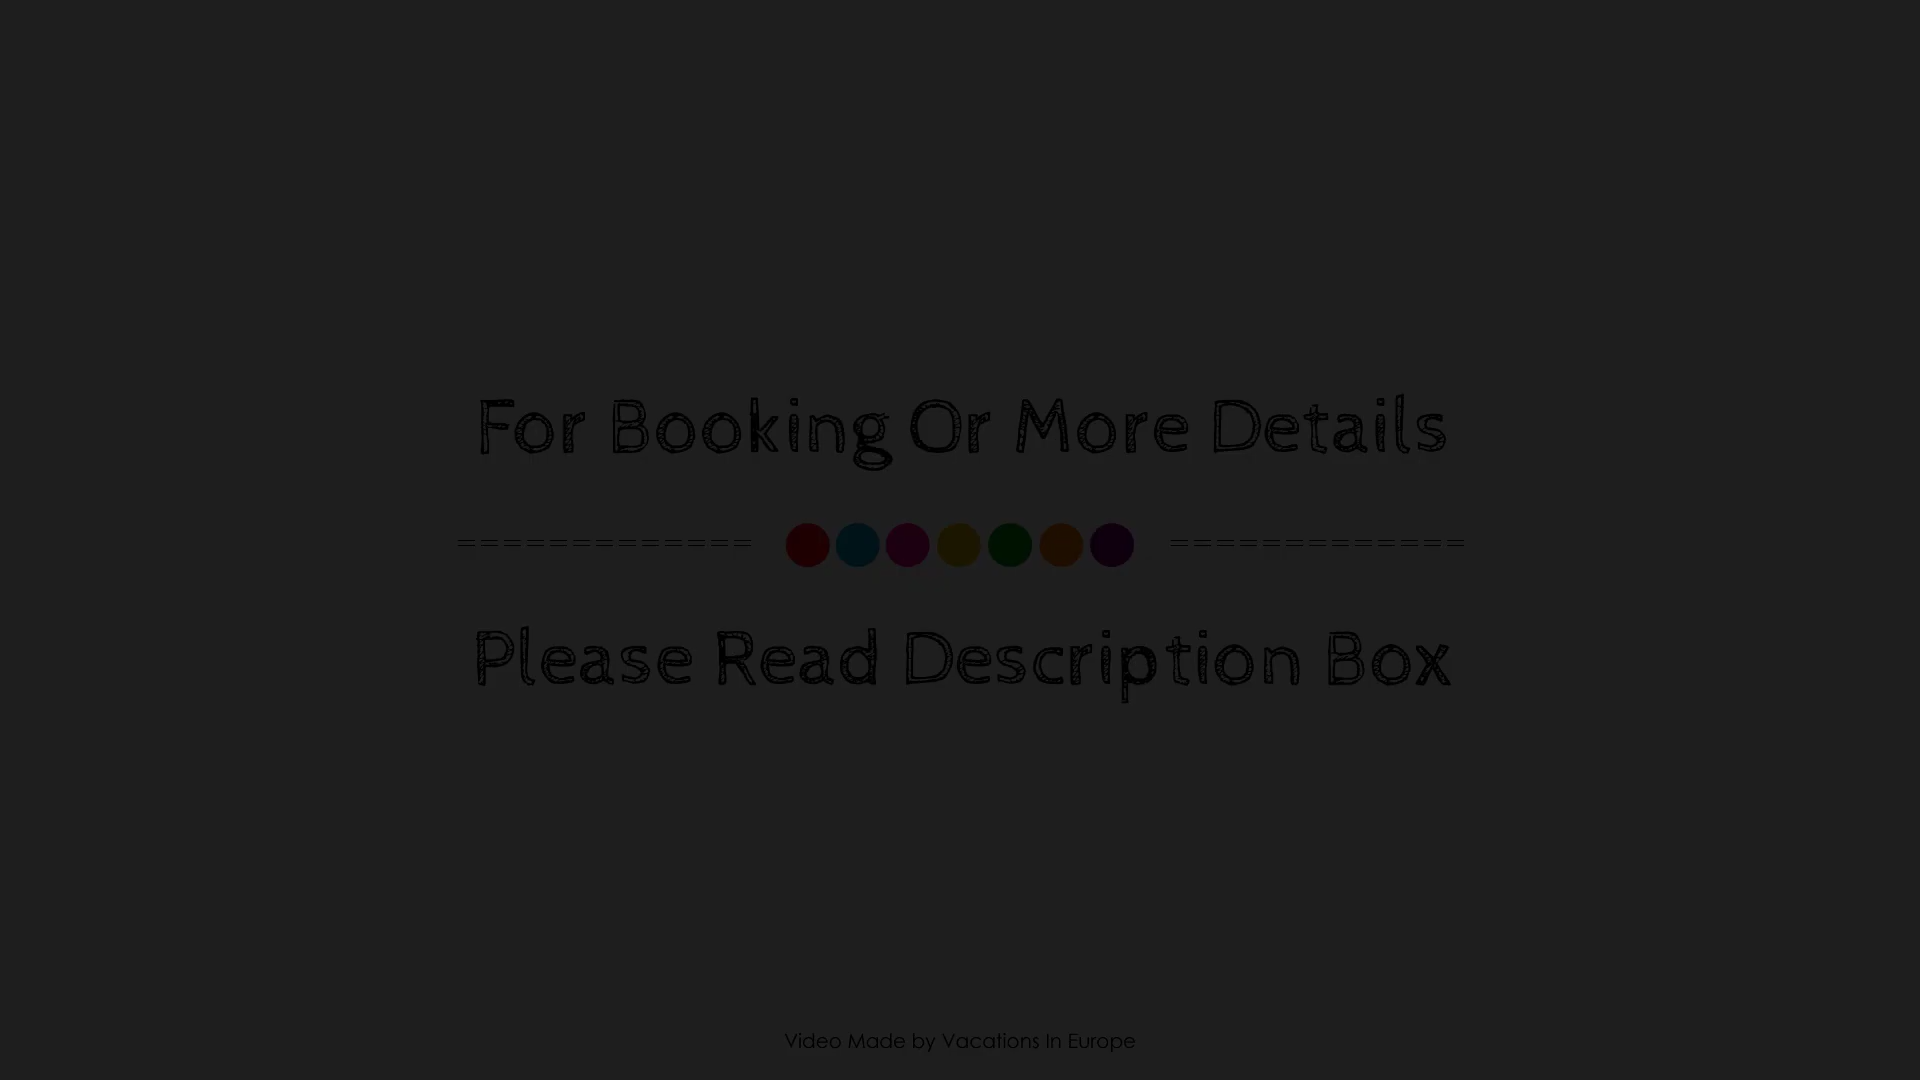 For Booking Or More Details
============= =============
Please Read Description Box
Video Made by Vacations In Europe